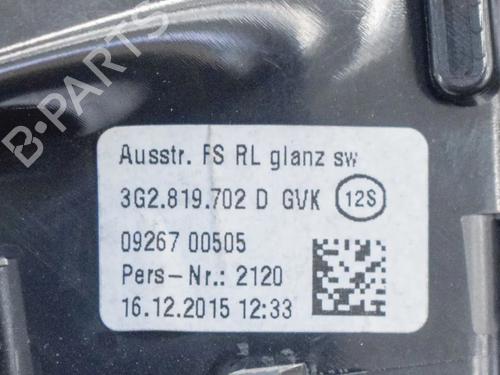 B-PARTS
Ausstr. FS RL glanz sw
3G2.819.702 D GVK 12S
09267 00505
Pers-Nr.: 2120
16.12.2015 12:33